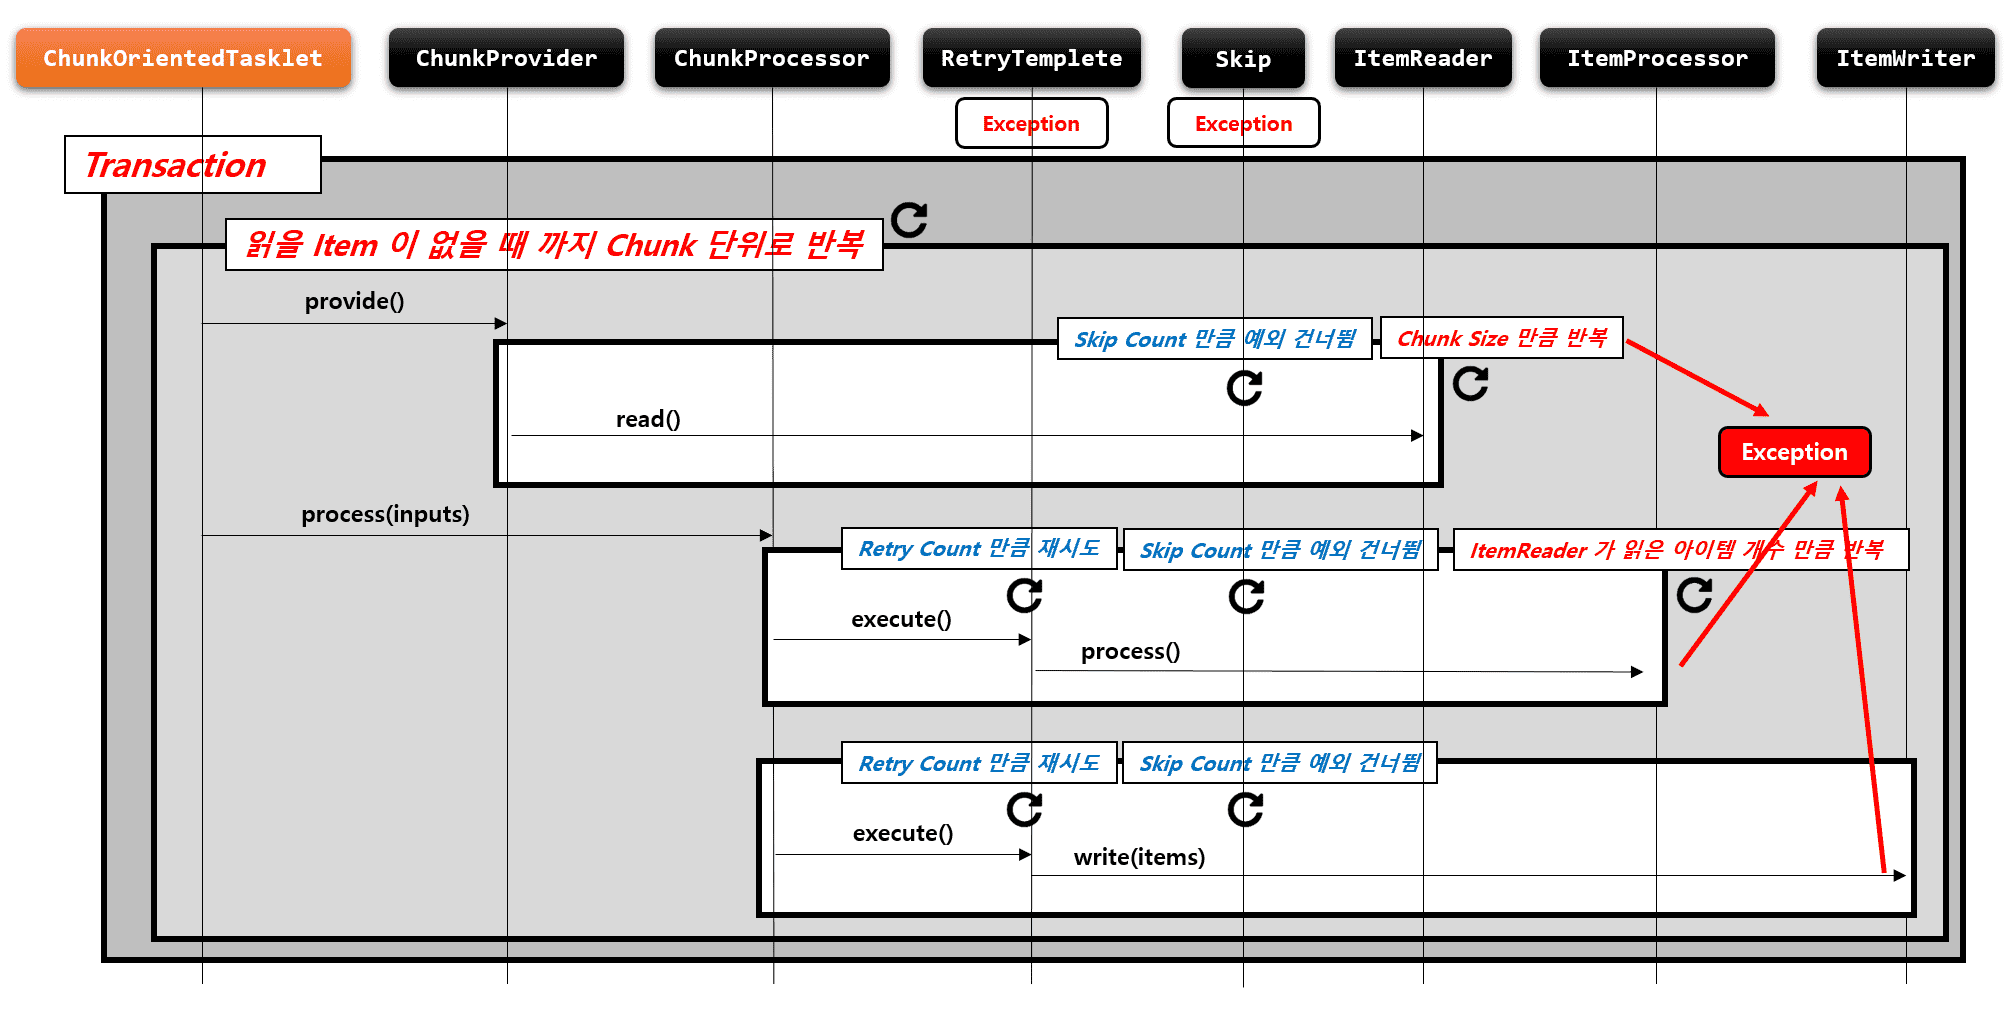 ChunkOrientedTasklet
ChunkProvider
ChunkProcessor
RetryTemplete
Skip
ItemReader
ItemProcessor
ItemWriter
Exception
Exception
Transaction
읽을 Item 이 없을 때 까지 Chunk 단위로 반복
provide()
Skip Count 만큼 예외 건너뜀
Chunk Size 만큼 반복
read()
Exception
process(inputs)
Retry Count 만큼 재시도
Skip Count 만큼 예외 건너뜀
ItemReader 가 읽은 아이템 개수 만큼 반복
execute()
process()
Retry Count 만큼 재시도
Skip Count 만큼 예외 건너뜀
execute()
write(items)